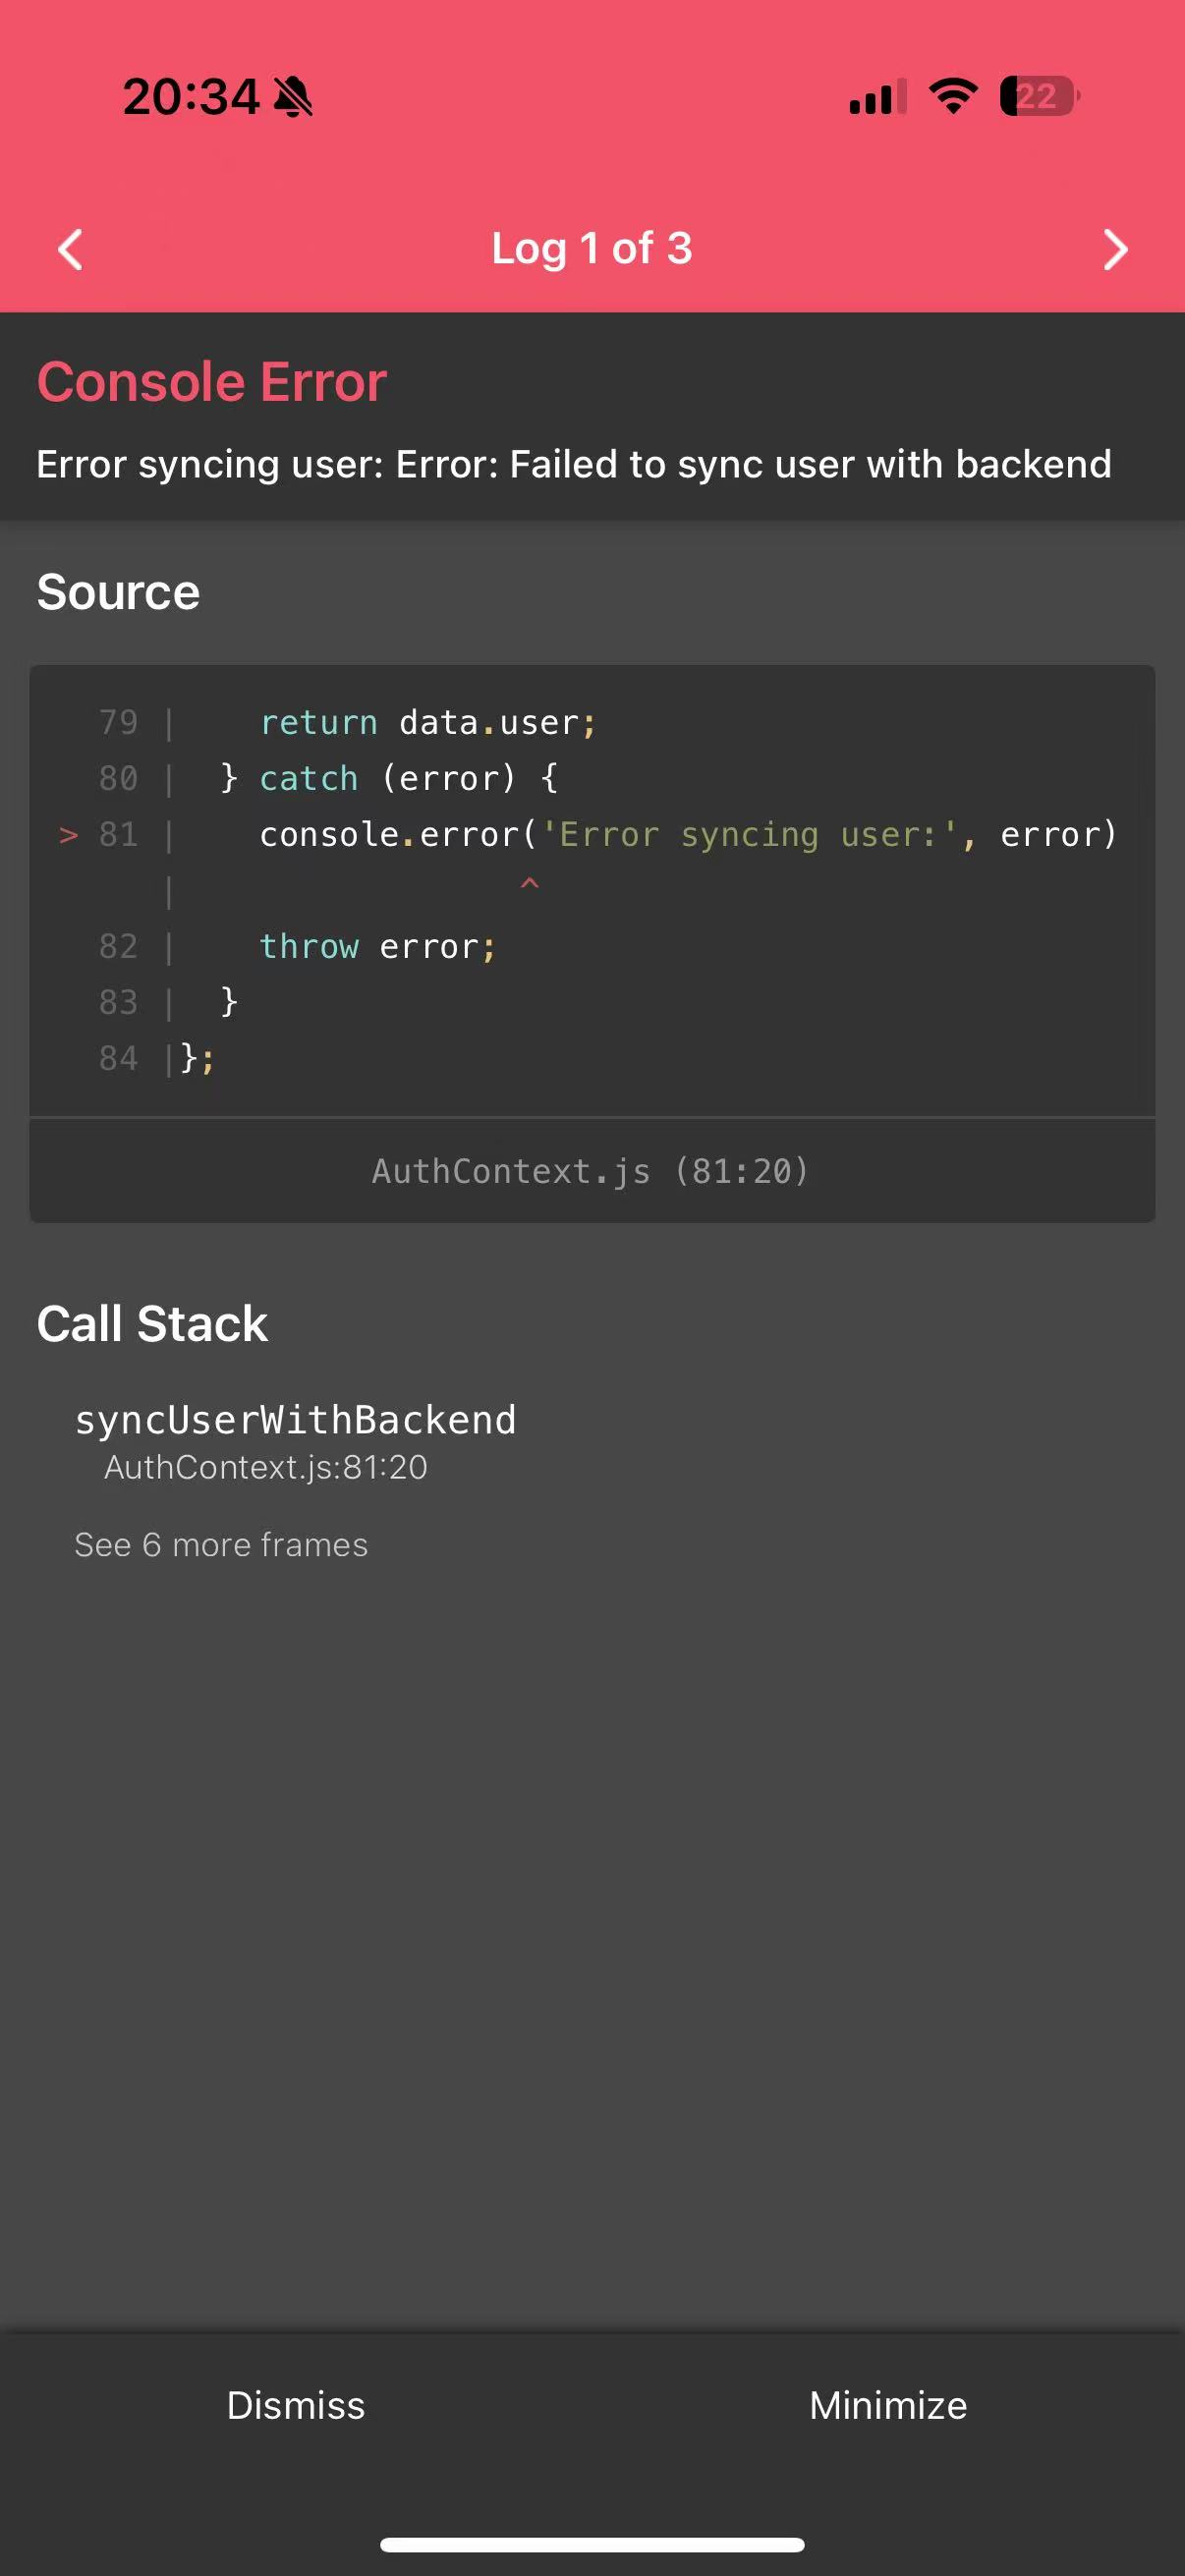 20:34
22
Log 1 of 3
Console Error
Error syncing user: Error: Failed to sync user with backend
Source
79 |    return data.user;
80 |  } catch (error) {
> 81 |    console.error('Error syncing user:', error)
|                 ^
82 |    throw error;
83 |  }
84 |};
AuthContext.js (81:20)
Call Stack
syncUserWithBackend
AuthContext.js:81:20
See 6 more frames
Dismiss
Minimize